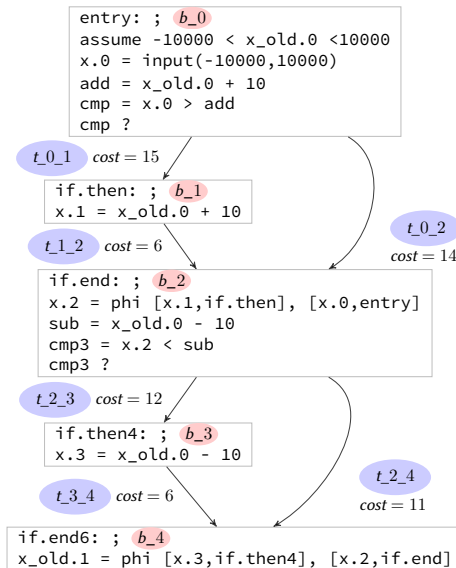 entry: ; b_0
assume -10000 < x_old.0 <10000
x.0 = input(-10000,10000)
add = x_old.0 + 10
cmp = x.0 > add
cmp ?
t_0_1 cost = 15
if.then: ; b_1
x.1 = x_old.0 + 10
t_1_2 cost = 6
t_0_2
cost = 14
if.end: ; b_2
x.2 = phi [x.1,if.then], [x.0,entry]
sub = x_old.0 - 10
cmp3 = x.2 < sub
cmp3 ?
t_2_3 cost = 12
if.then4: ; b_3
x.3 = x_old.0 - 10
t_3_4 cost = 6
t_2_4
cost = 11
if.end6: ; b_4
x_old.1 = phi [x.3,if.then4], [x.2,if.end]